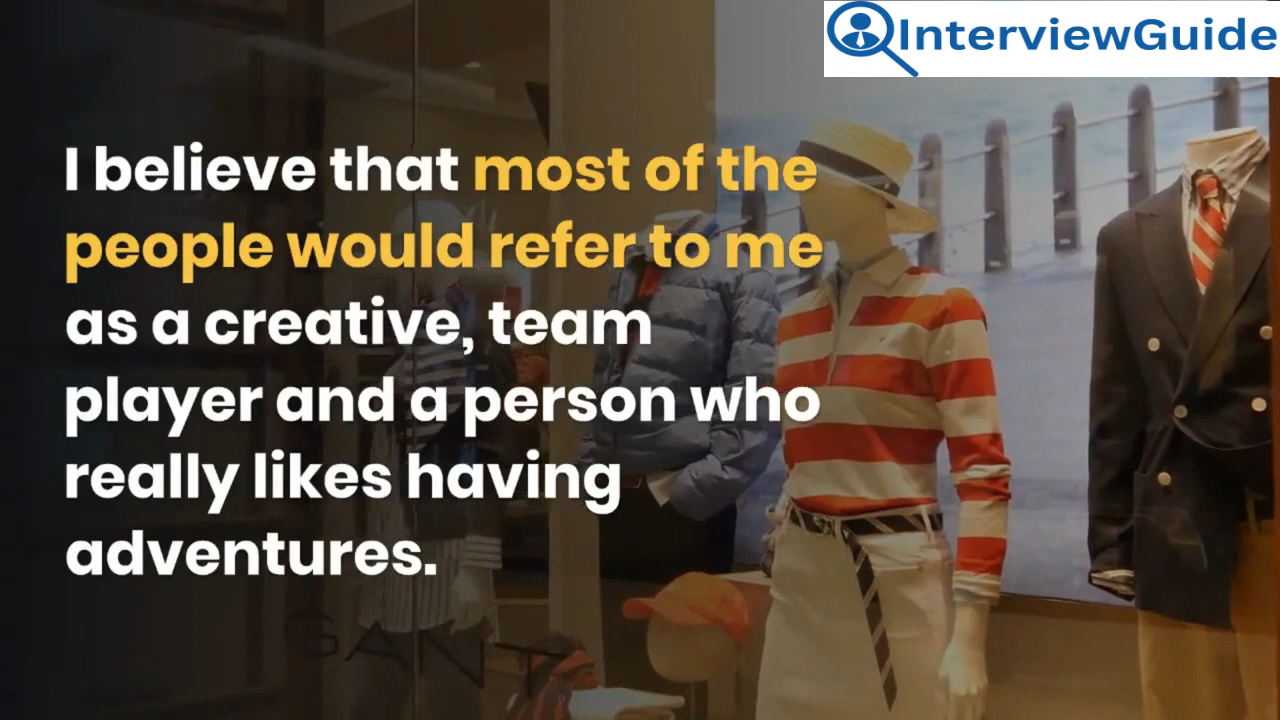 InterviewGuide
I believe that most of the
people would refer to me
as a creative, team
player and a person who
really likes having
adventures.
GANT